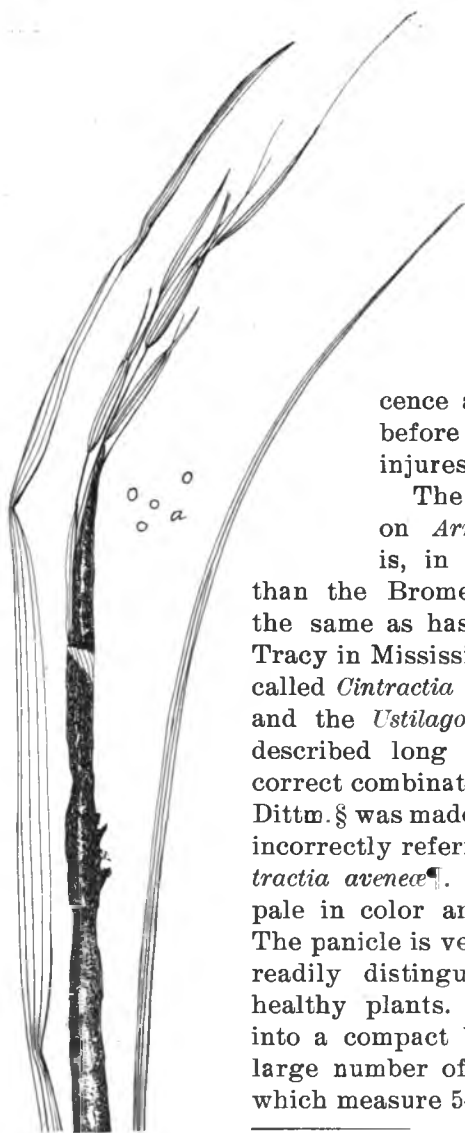 a
cence a
before
injures
The
on Ar
is, in
than the Brome
the same as has
Tracy in Mississi
called Cintractia
and the Ustilago
described long
correct combinat
Dittm.§ was made
incorrectly refer
tractia aveneæ¶.
pale in color an
The panicle is ve
readily distingu
healthy plants.
into a compact
large number of
which measure 5-